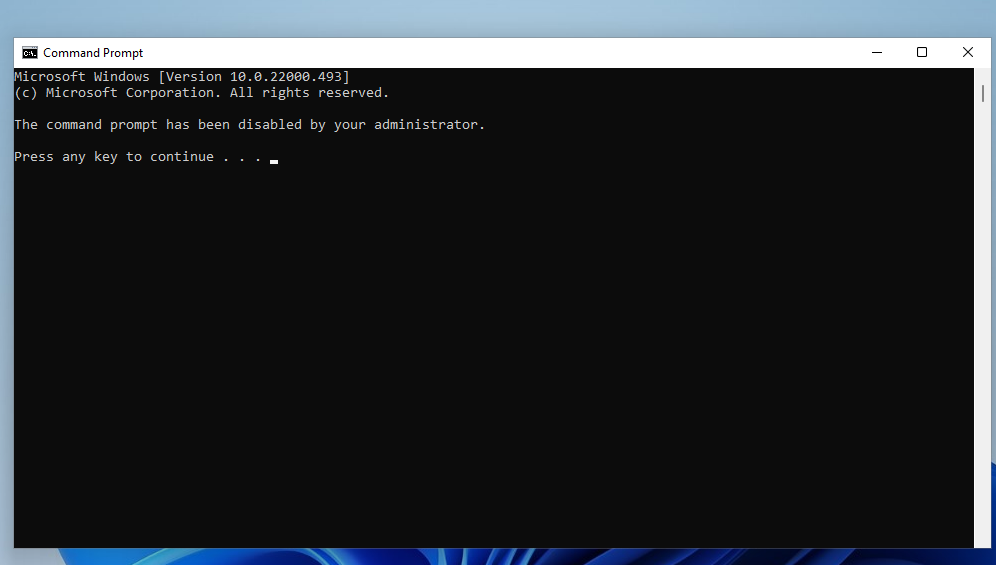 Command Prompt
Microsoft Windows [Version 10.0.22000.493]
(c) Microsoft Corporation. All rights reserved.
The command prompt has been disabled by your administrator.
Press any key to continue . . .